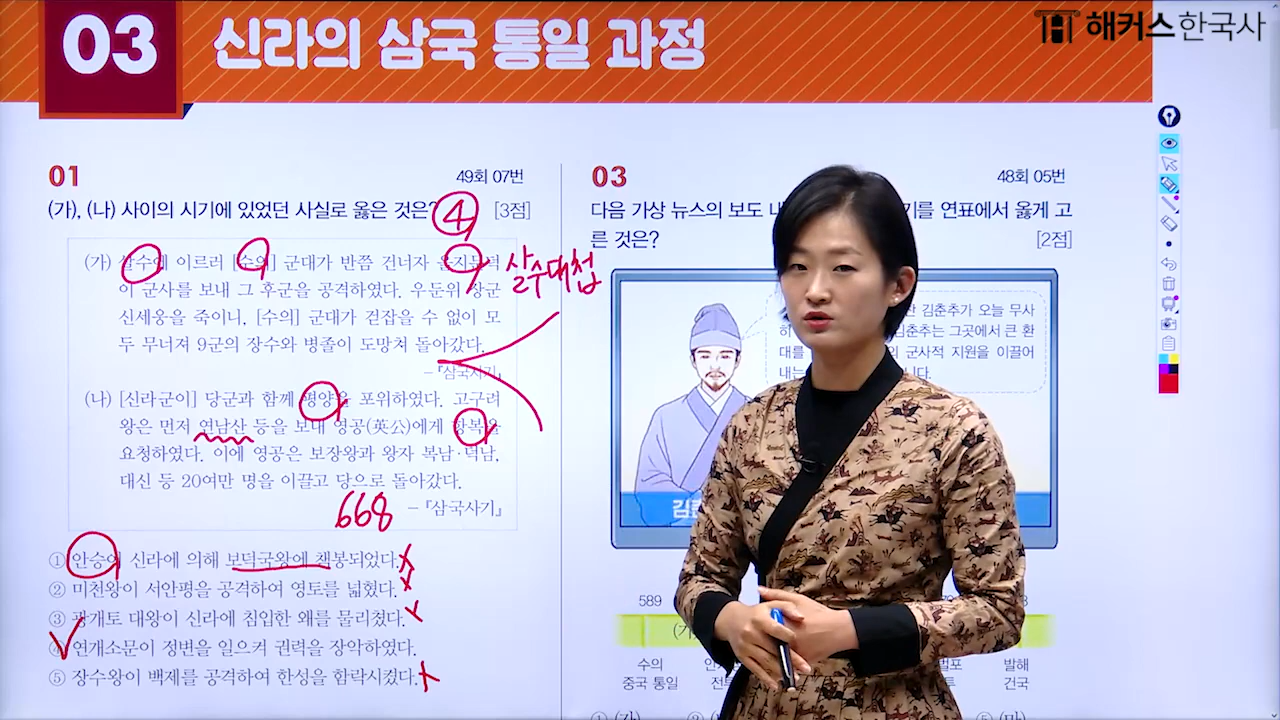 03 신라의 삼국 통일 과정
해커스한국사
01 49회 07번
(가), (나) 사이의 시기에 있었던 사실로 옳은 것은? [3점]
④
(가) 살수에 이르러 [수의] 군대가 반쯤 건너자 을지문덕
이 군사를 보내 그 후군을 공격하였다. 우둔위 장군
신세웅을 죽이니, [수의] 군대가 걷잡을 수 없이 모
두 무너져 9군의 장수와 병졸이 도망쳐 돌아갔다.
－『삼국사기』
살수대첩
(나) [신라군이] 당군과 함께 평양을 포위하였다. 고구려
왕은 먼저 연남산 등을 보내 영공(英公)에게 항복을
요청하였다. 이에 영공은 보장왕과 왕자 복남·덕남,
대신 등 20여만 명을 이끌고 당으로 돌아갔다.
668 －『삼국사기』
① 안승이 신라에 의해 보덕국왕에 책봉되었다.
② 미천왕이 서안평을 공격하여 영토를 넓혔다.
③ 광개토 대왕이 신라에 침입한 왜를 물리쳤다.
④ 연개소문이 정변을 일으켜 권력을 장악하였다.
⑤ 장수왕이 백제를 공격하여 한성을 함락시켰다.
03 48회 05번
다음 가상 뉴스의 보도 를 연표에서 옳게 고
른 것은? [2점]
김춘추가 오늘 무사
김춘추는 그곳에서 큰 환
대를 군사적 지원을 이끌어
589
(가)
수의
중국 통일
발해
건국
① (가)
⑤ (마)